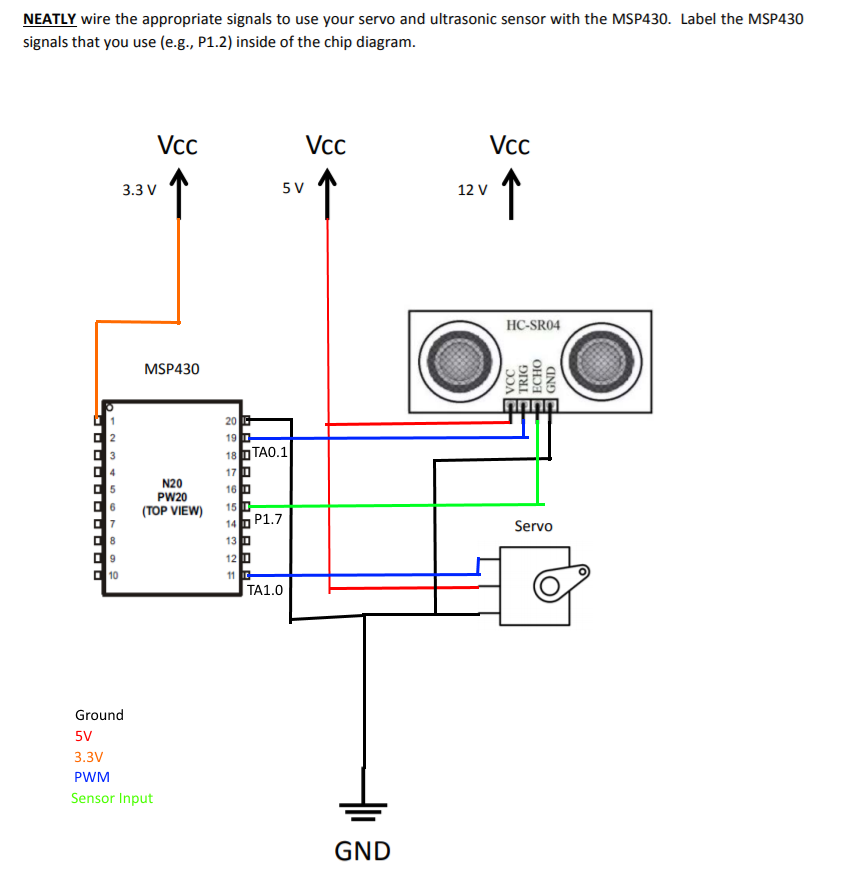 NEATLY wire the appropriate signals to use your servo and ultrasonic sensor with the MSP430.  Label the MSP430
signals that you use (e.g., P1.2) inside of the chip diagram.
Vcc
Vcc
Vcc
3.3 V
5 V
12 V
HC-SR04
VCC
TRIG
ECHO
GND
MSP430
1
2
3
4
5
6
7
8
9
10
N20
PW20
(TOP VIEW)
20
19
18
17
16
15
14
13
12
11
TA0.1
P1.7
TA1.0
Servo
Ground
5V
3.3V
PWM
Sensor Input
GND